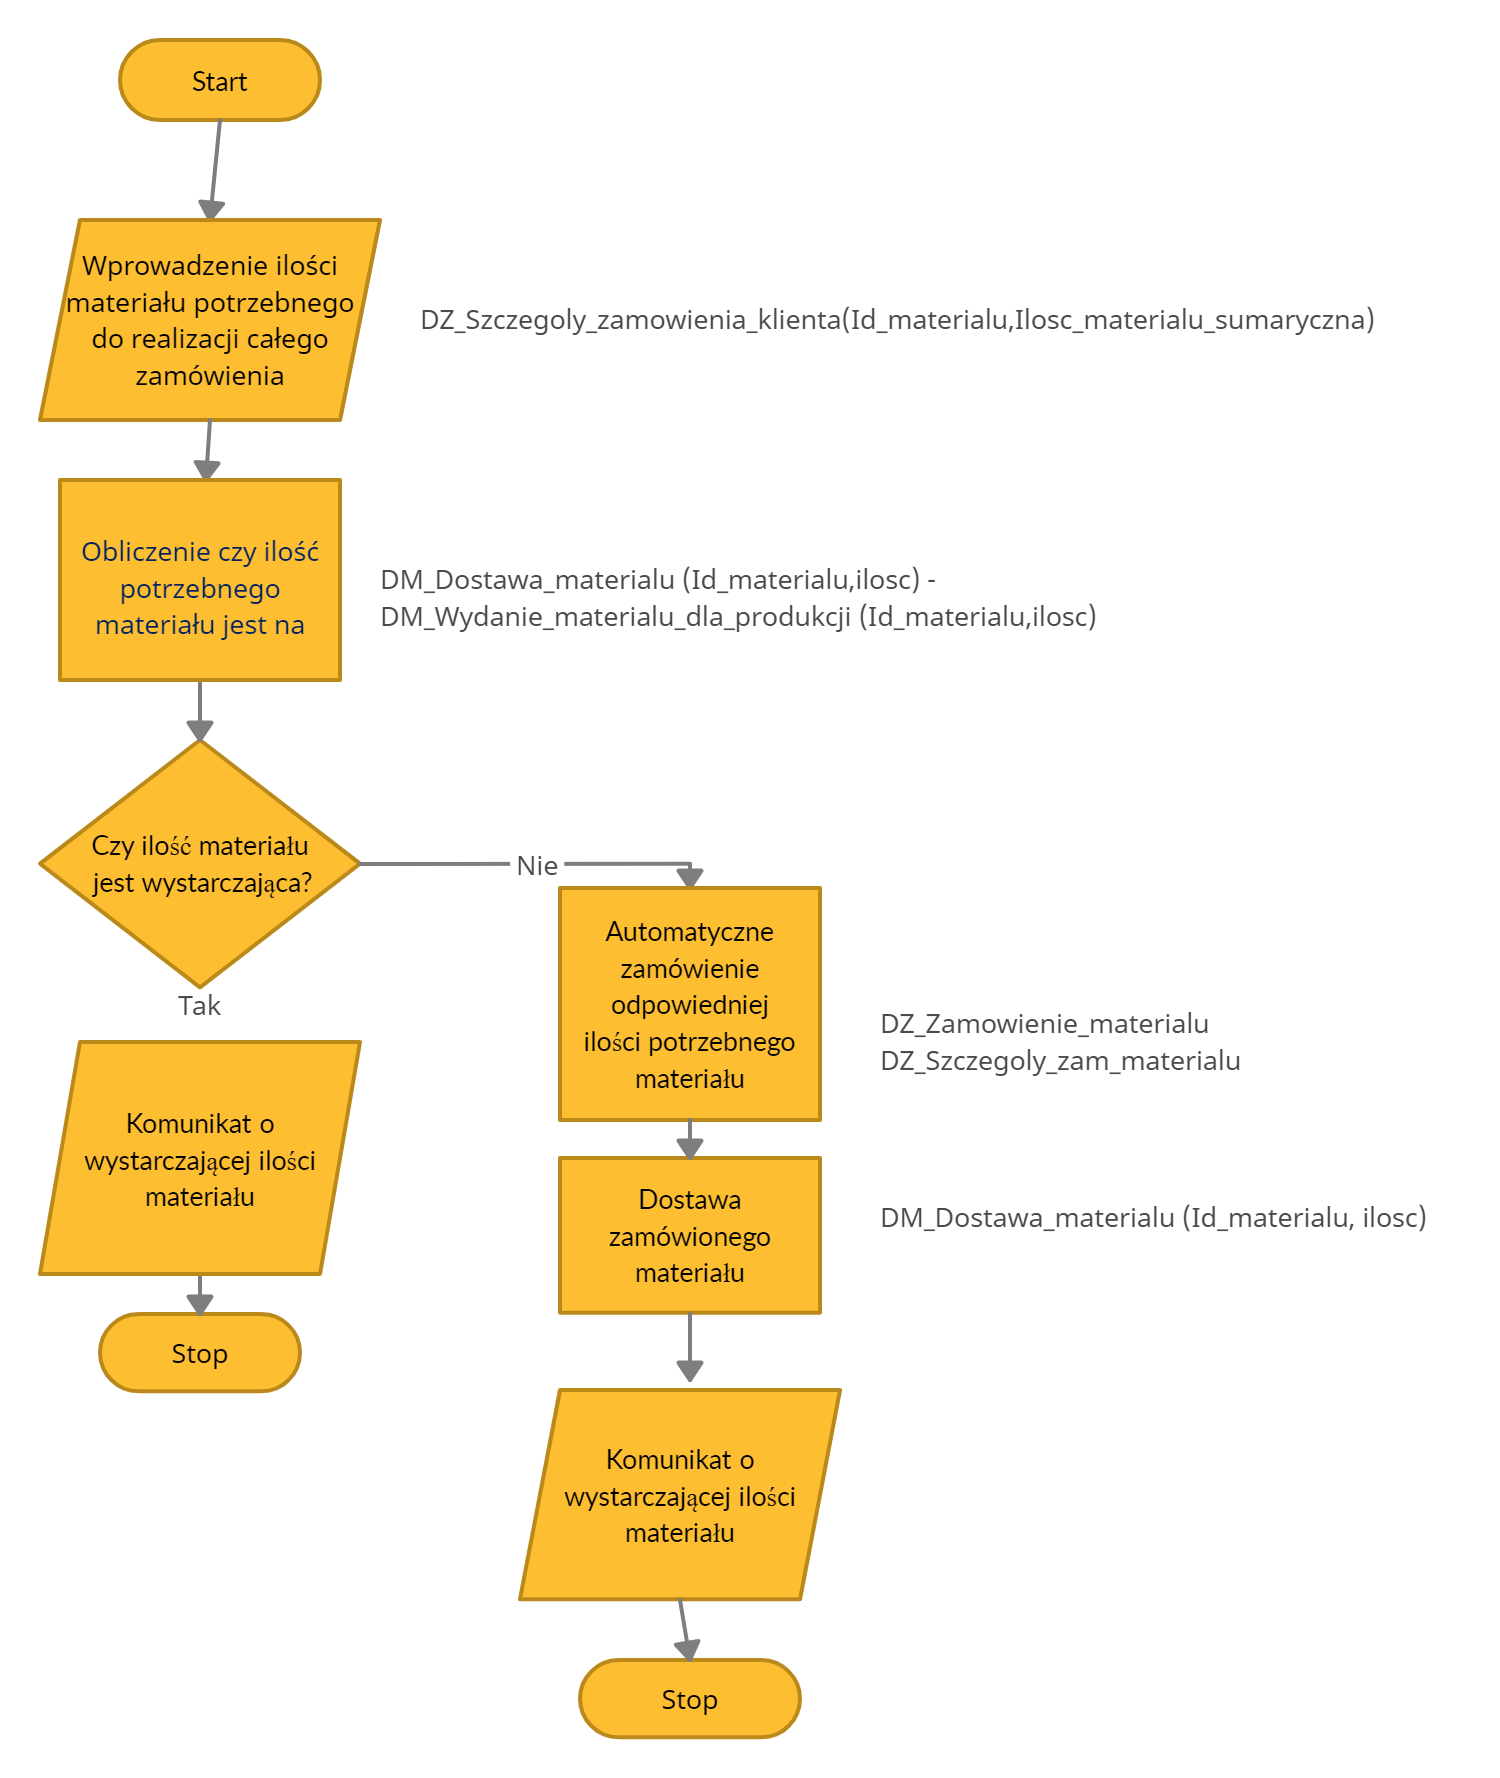 Start
Wprowadzenie ilości
materiału potrzebnego
do realizacji całego
zamówienia
DZ_Szczegoly_zamowienia_klienta(Id_materialu,Ilosc_materialu_sumaryczna)
Obliczenie czy ilość
potrzebnego
materiału jest na
DM_Dostawa_materialu (Id_materialu,ilosc) -
DM_Wydanie_materialu_dla_produkcji (Id_materialu,ilosc)
Czy ilość materiału
jest wystarczająca?
Nie
Tak
Automatyczne
zamówienie
odpowiedniej
ilości potrzebnego
materiału
DZ_Zamowienie_materialu
DZ_Szczegoly_zam_materialu
Komunikat o
wystarczającej ilości
materiału
Stop
Dostawa
zamówionego
materiału
DM_Dostawa_materialu (Id_materialu, ilosc)
Komunikat o
wystarczającej ilości
materiału
Stop